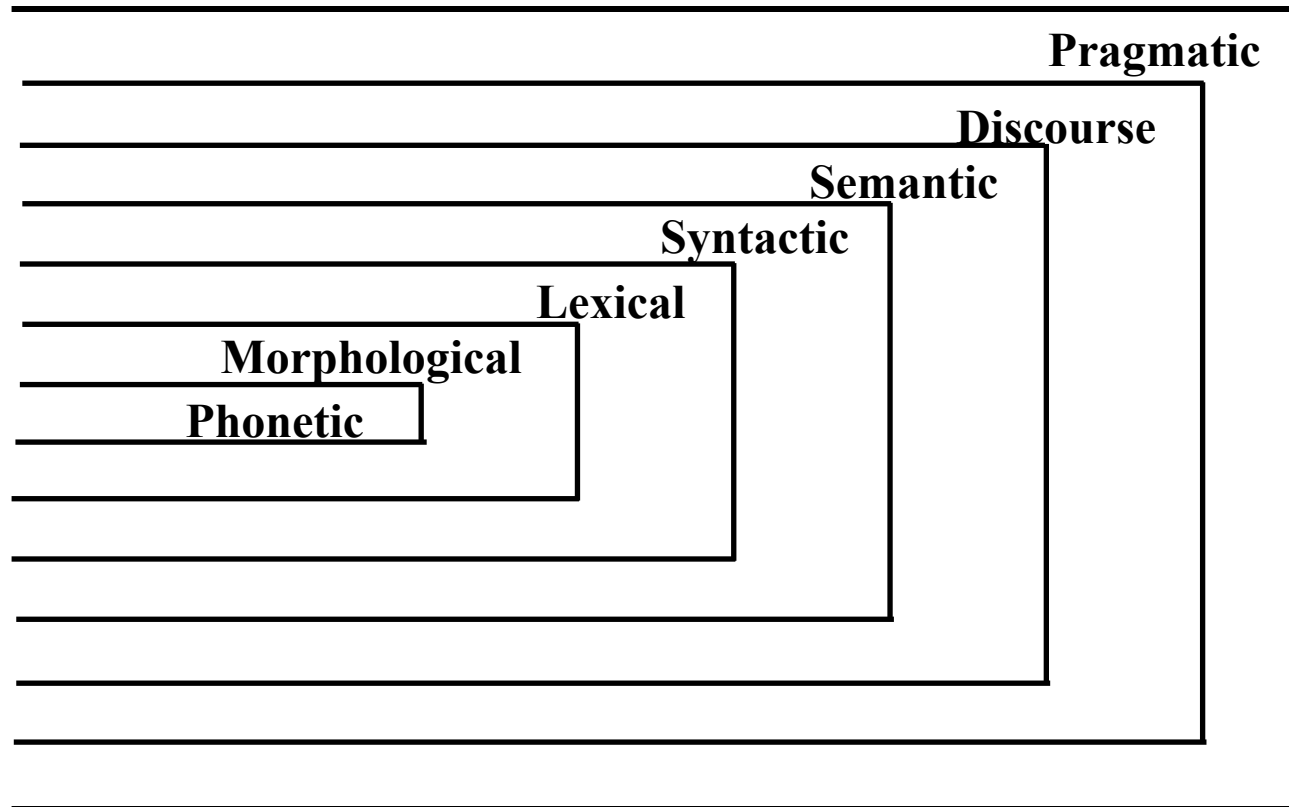 Pragmatic
Discourse
Semantic
Syntactic
Lexical
Morphological
Phonetic